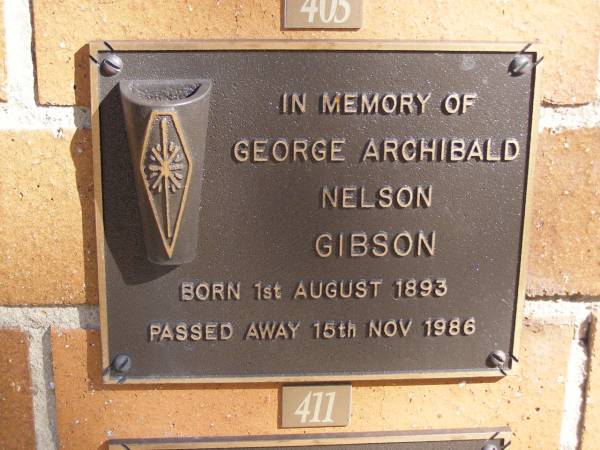 405
IN MEMORY OF
GEORGE ARCHIBALD
NELSON
GIBSON
BORN 1st AUGUST 1893
PASSED AWAY 15th NOV 1986
411